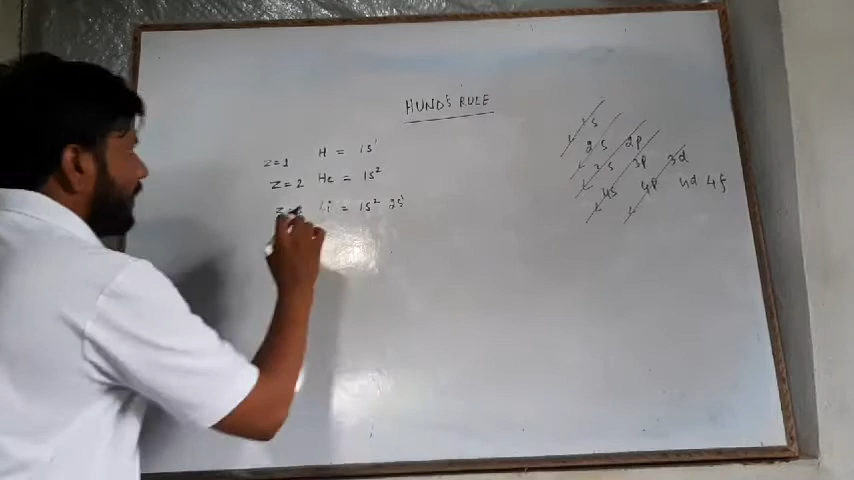 HUND'S RULE
Z=1 H = 1s¹
Z=2 He = 1s²
Li = 1s² 2s¹
1s
2s 2p
3s 3p 3d
4s 4p 4d 4f